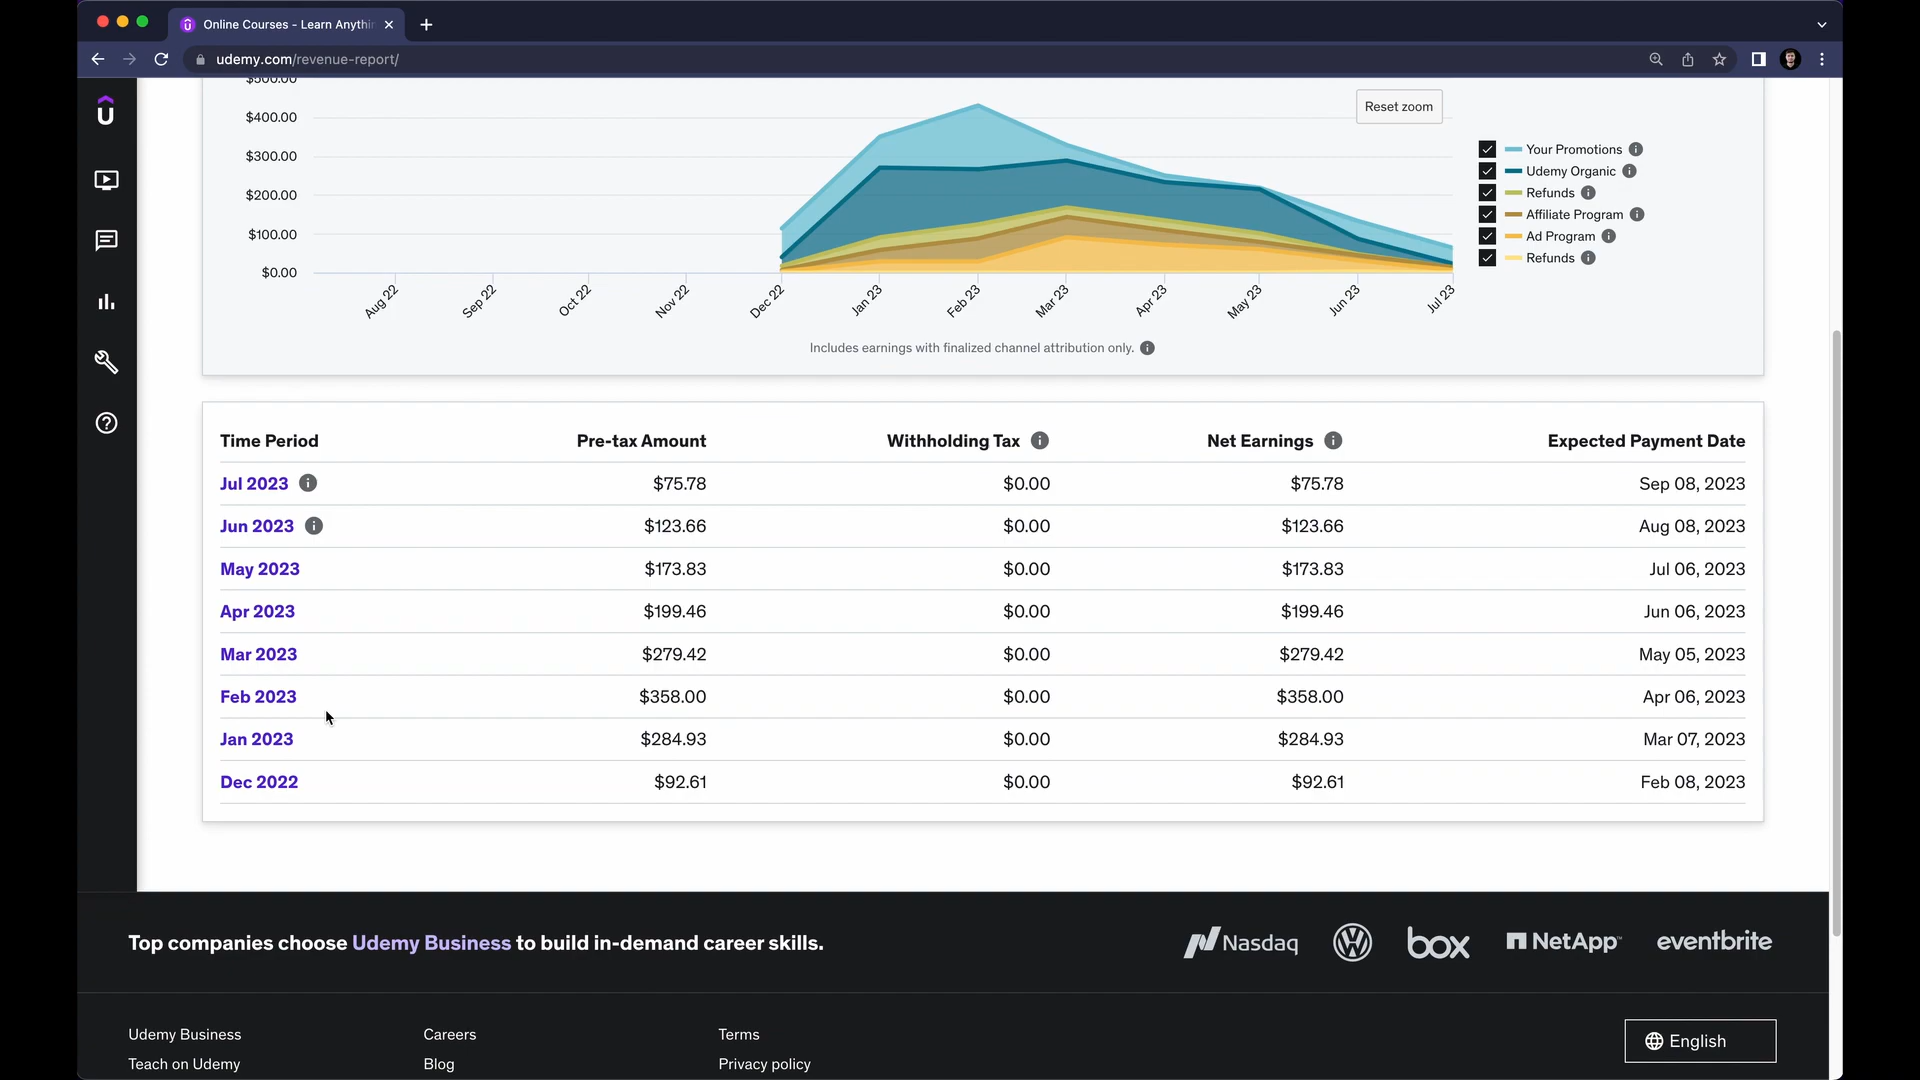 Online Courses - Learn Anythi
udemy.com/revenue-report/
$500.00
$400.00
$300.00
$200.00
$100.00
$0.00
Reset zoom
Your Promotions
Udemy Organic
Refunds
Affiliate Program
Ad Program
Refunds
Aug 22
Sep 22
Oct 22
Nov 22
Dec 22
Jan 23
Feb 23
Mar 23
Apr 23
May 23
Jun 23
Jul 23
Includes earnings with finalized channel attribution only.
Time Period Pre-tax Amount Withholding Tax Net Earnings Expected Payment Date
Jul 2023 $75.78 $0.00 $75.78 Sep 08, 2023
Jun 2023 $123.66 $0.00 $123.66 Aug 08, 2023
May 2023 $173.83 $0.00 $173.83 Jul 06, 2023
Apr 2023 $199.46 $0.00 $199.46 Jun 06, 2023
Mar 2023 $279.42 $0.00 $279.42 May 05, 2023
Feb 2023 $358.00 $0.00 $358.00 Apr 06, 2023
Jan 2023 $284.93 $0.00 $284.93 Mar 07, 2023
Dec 2022 $92.61 $0.00 $92.61 Feb 08, 2023
Top companies choose Udemy Business to build in-demand career skills.
Nasdaq box NetApp eventbrite
Udemy Business Careers Terms
English
Teach on Udemy Blog Privacy policy